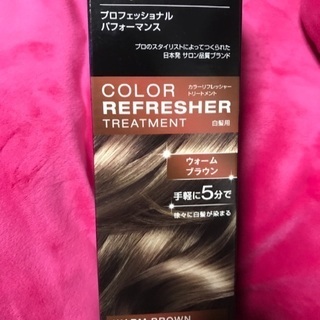 プロフェッショナル
パフォーマンス
プロのスタイリストによってつくられた
日本発 サロン品質ブランド
COLOR カラーリフレッシャー
REFRESHER トリートメント
TREATMENT 白髪用
ウォーム
ブラウン
手軽に5分で
徐々に白髪が染まる
WARM BROWN